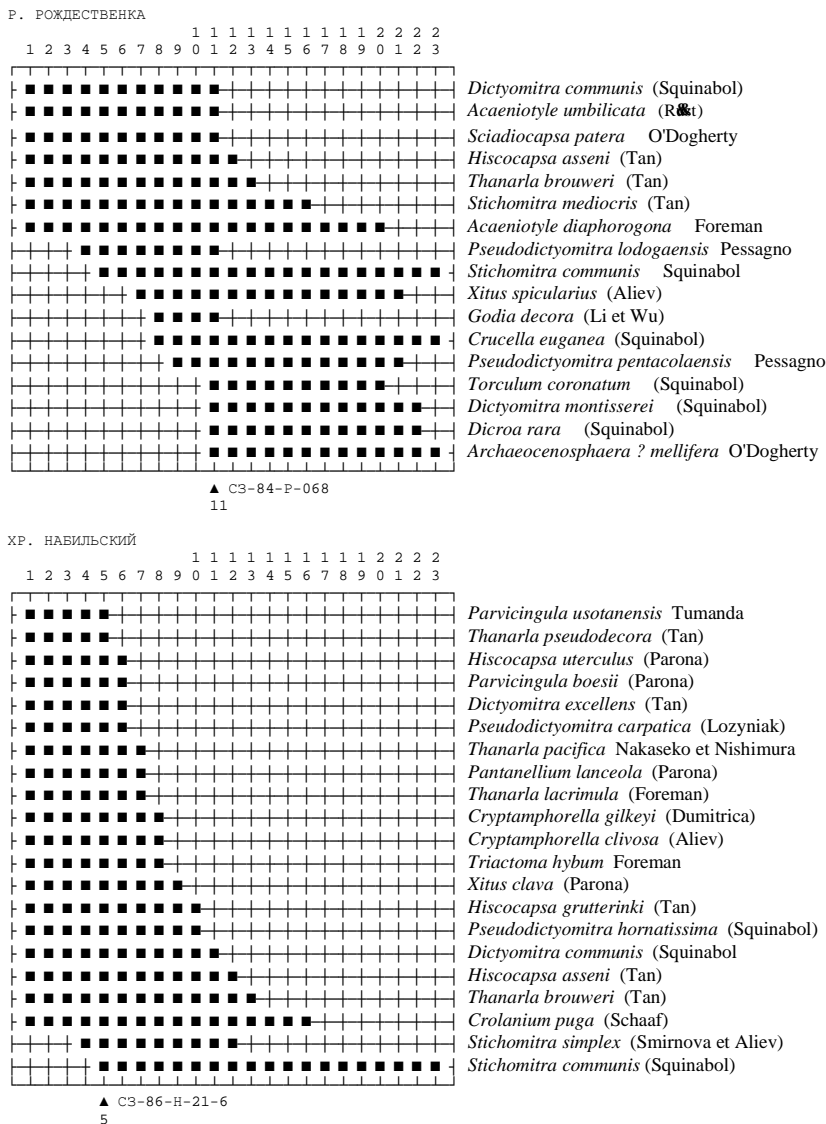 Р. РОЖДЕСТВЕНКА
1 1 1 1 1 1 1 1 1 1 2 2 2 2
1 2 3 4 5 6 7 8 9 0 1 2 3 4 5 6 7 8 9 0 1 2 3
Dictyomitra communis (Squinabol)
Acaeniotyle umbilicata
Sciadiocapsa patera O'Dogherty
Hiscocapsa asseni (Tan)
Thanarla brouweri (Tan)
Stichomitra mediocris (Tan)
Acaeniotyle diaphorogona Foreman
Pseudodictyomitra lodogaensis Pessagno
Stichomitra communis Squinabol
Xitus spicularius (Aliev)
Godia decora (Li et Wu)
Crucella euganea (Squinabol)
Pseudodictyomitra pentacolaensis Pessagno
Torculum coronatum (Squinabol)
Dictyomitra montisserei (Squinabol)
Dicroa rara (Squinabol)
Archaeocenosphaera ? mellifera O'Dogherty
▲ СЗ-84-Р-068
11
ХР. НАБИЛЬСКИЙ
1 1 1 1 1 1 1 1 1 1 2 2 2 2
1 2 3 4 5 6 7 8 9 0 1 2 3 4 5 6 7 8 9 0 1 2 3
Parvicingula usotanensis Tumanda
Thanarla pseudodecora (Tan)
Hiscocapsa uterculus (Parona)
Parvicingula boesii (Parona)
Dictyomitra excellens (Tan)
Pseudodictyomitra carpatica (Lozyniak)
Thanarla pacifica Nakaseko et Nishimura
Pantanellium lanceola (Parona)
Thanarla lacrimula (Foreman)
Cryptamphorella gilkeyi (Dumitrica)
Cryptamphorella clivosa (Aliev)
Triactoma hybum Foreman
Xitus clava (Parona)
Hiscocapsa grutterinki (Tan)
Pseudodictyomitra hornatissima (Squinabol)
Dictyomitra communis (Squinabol
Hiscocapsa asseni (Tan)
Thanarla brouweri (Tan)
Crolanium puga (Schaaf)
Stichomitra simplex (Smirnova et Aliev)
Stichomitra communis (Squinabol)
▲ СЗ-86-Н-21-6
5